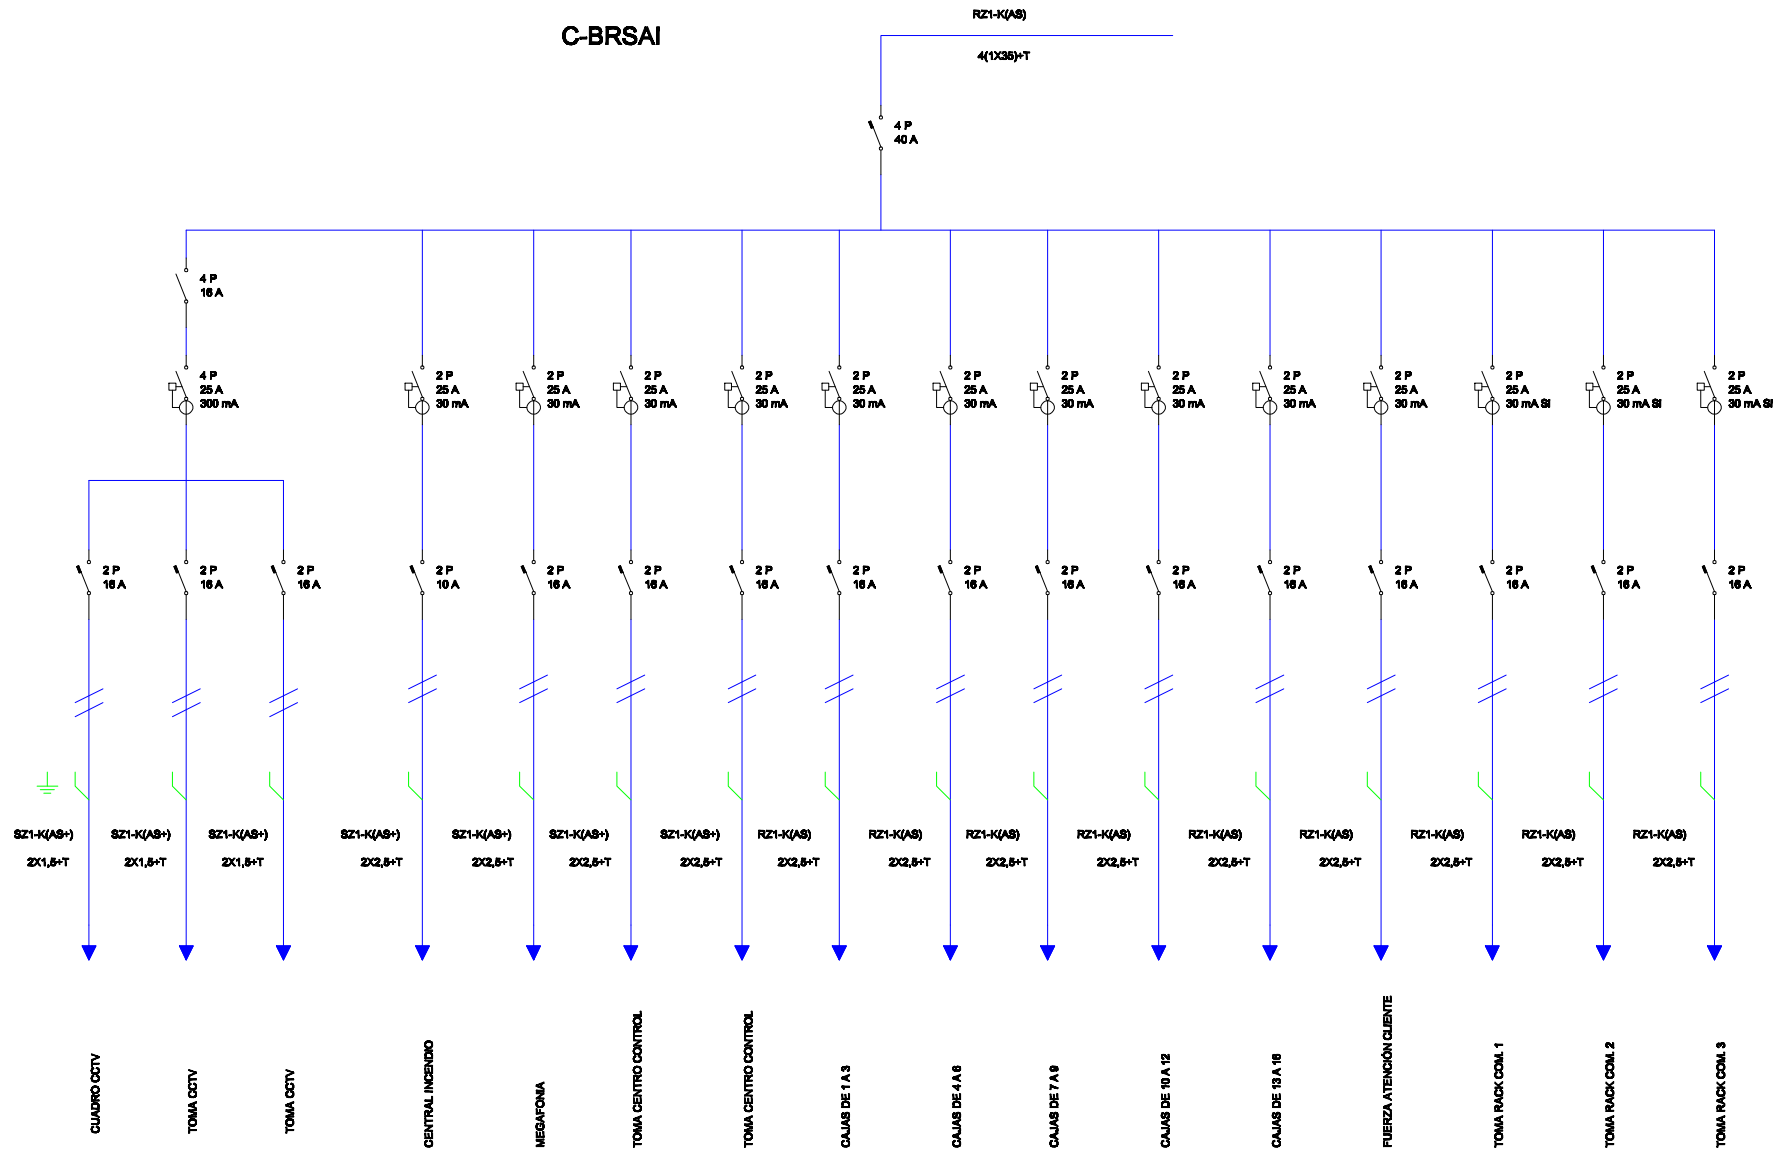 C-BRSAI
RZ1-K(AS)
4(1X35)+T
4 P
40 A
4 P
16 A
4 P
25 A
300 mA
2 P
25 A
30 mA
2 P
25 A
30 mA
2 P
25 A
30 mA
2 P
25 A
30 mA
2 P
25 A
30 mA
2 P
25 A
30 mA
2 P
25 A
30 mA
2 P
25 A
30 mA
2 P
25 A
30 mA
2 P
25 A
30 mA
2 P
25 A
30 mA SI
2 P
25 A
30 mA SI
2 P
25 A
30 mA SI
2 P
16 A
2 P
16 A
2 P
16 A
2 P
10 A
2 P
16 A
2 P
16 A
2 P
16 A
2 P
16 A
2 P
16 A
2 P
16 A
2 P
16 A
2 P
16 A
2 P
16 A
2 P
16 A
2 P
16 A
2 P
16 A
SZ1-K(AS+)
2X1,5+T
SZ1-K(AS+)
2X1,5+T
SZ1-K(AS+)
2X1,5+T
SZ1-K(AS+)
2X2,5+T
SZ1-K(AS+)
2X2,5+T
SZ1-K(AS+)
2X2,5+T
SZ1-K(AS+)
2X2,5+T
RZ1-K(AS)
2X2,5+T
RZ1-K(AS)
2X2,5+T
RZ1-K(AS)
2X2,5+T
RZ1-K(AS)
2X2,5+T
RZ1-K(AS)
2X2,5+T
RZ1-K(AS)
2X2,5+T
RZ1-K(AS)
2X2,5+T
RZ1-K(AS)
2X2,5+T
RZ1-K(AS)
2X2,5+T
CUADRO CCTV
TOMA CCTV
TOMA CCTV
CENTRAL INCENDIO
MEGAFONIA
TOMA CENTRO CONTROL
TOMA CENTRO CONTROL
CAJAS DE 1 A 3
CAJAS DE 4 A 6
CAJAS DE 7 A 9
CAJAS DE 10 A 12
CAJAS DE 13 A 16
FUERZA ATENCIÓN CLIENTE
TOMA RACK COM. 1
TOMA RACK COM. 2
TOMA RACK COM. 3